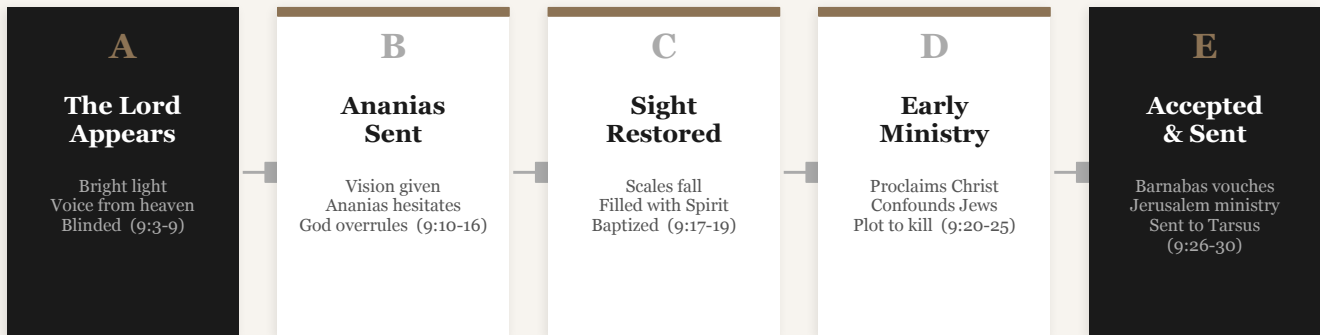 A
The Lord
Appears
Bright light
Voice from heaven
Blinded (9:3-9)
B
Ananias
Sent
Vision given
Ananias hesitates
God overrules (9:10-16)
C
Sight
Restored
Scales fall
Filled with Spirit
Baptized (9:17-19)
D
Early
Ministry
Proclaims Christ
Confounds Jews
Plot to kill (9:20-25)
E
Accepted
& Sent
Barnabas vouches
Jerusalem ministry
Sent to Tarsus
(9:26-30)